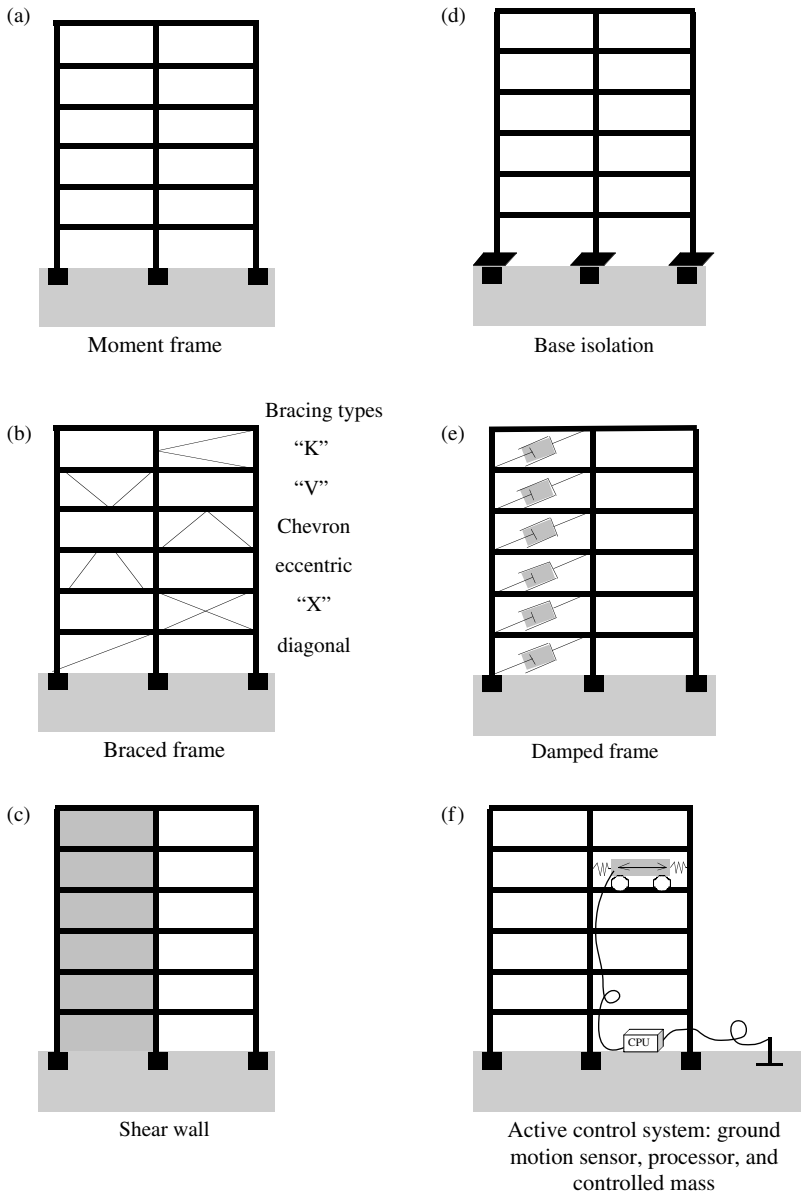 (a)
Moment frame
(d)
Base isolation
(b)
Bracing types
“K”
“V”
Chevron
eccentric
“X”
diagonal
Braced frame
(e)
Damped frame
(c)
Shear wall
(f)
CPU
Active control system: ground
motion sensor, processor, and
controlled mass